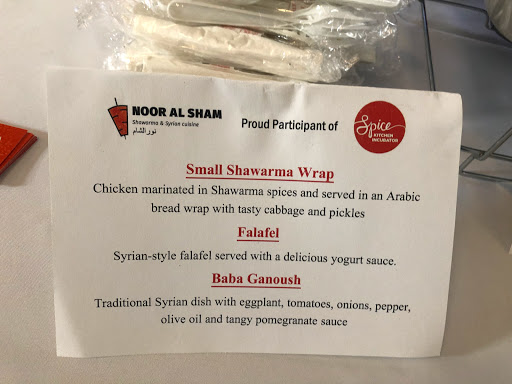 NOOR AL SHAM
Shawarma & Syrian cuisine
نور الشام
Proud Participant of
Spice
KITCHEN
INCUBATOR
Small Shawarma Wrap
Chicken marinated in Shawarma spices and served in an Arabic
bread wrap with tasty cabbage and pickles
Falafel
Syrian-style falafel served with a delicious yogurt sauce.
Baba Ganoush
Traditional Syrian dish with eggplant, tomatoes, onions, pepper,
olive oil and tangy pomegranate sauce